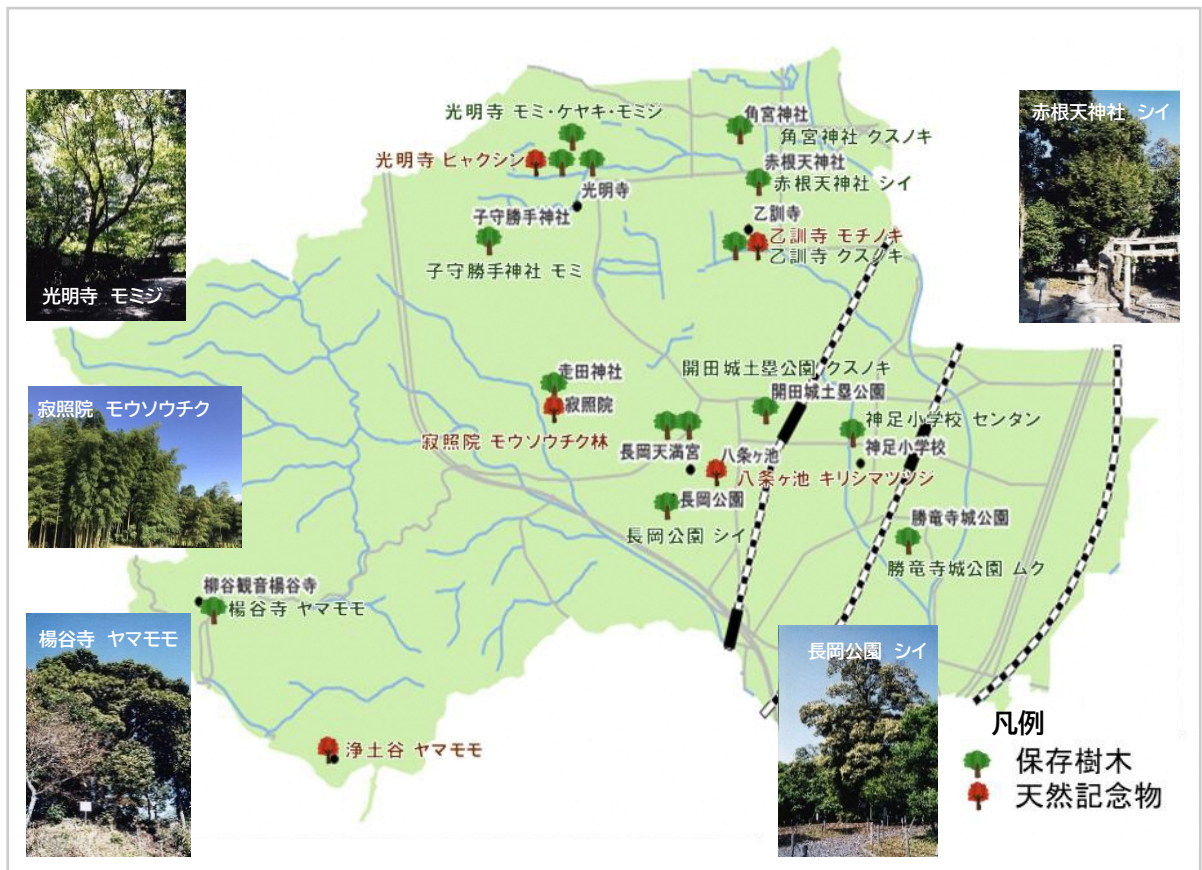 光明寺 モミ・ケヤキ・モミジ
角宮神社
角宮神社 クスノキ
赤根天神社 シイ
光明寺 ヒャクシン
赤根天神社
赤根天神社 シイ
光明寺
子守勝手神社
乙訓寺
乙訓寺 モチノキ
乙訓寺 クスノキ
子守勝手神社 モミ
光明寺 モミジ
開田城土塁公園 クスノキ
走田神社
開田城土塁公園
寂照院 モウソウチク
寂照院
神足小学校 センタン
寂照院 モウソウチク林
長岡天満宮
八条ヶ池
神足小学校
八条ヶ池 キリシマツツジ
長岡公園
長岡公園 シイ
勝竜寺城公園
勝竜寺城公園 ムク
柳谷観音楊谷寺
楊谷寺 ヤマモモ
楊谷寺 ヤマモモ
長岡公園 シイ
浄土谷 ヤマモモ
凡例
保存樹木
天然記念物